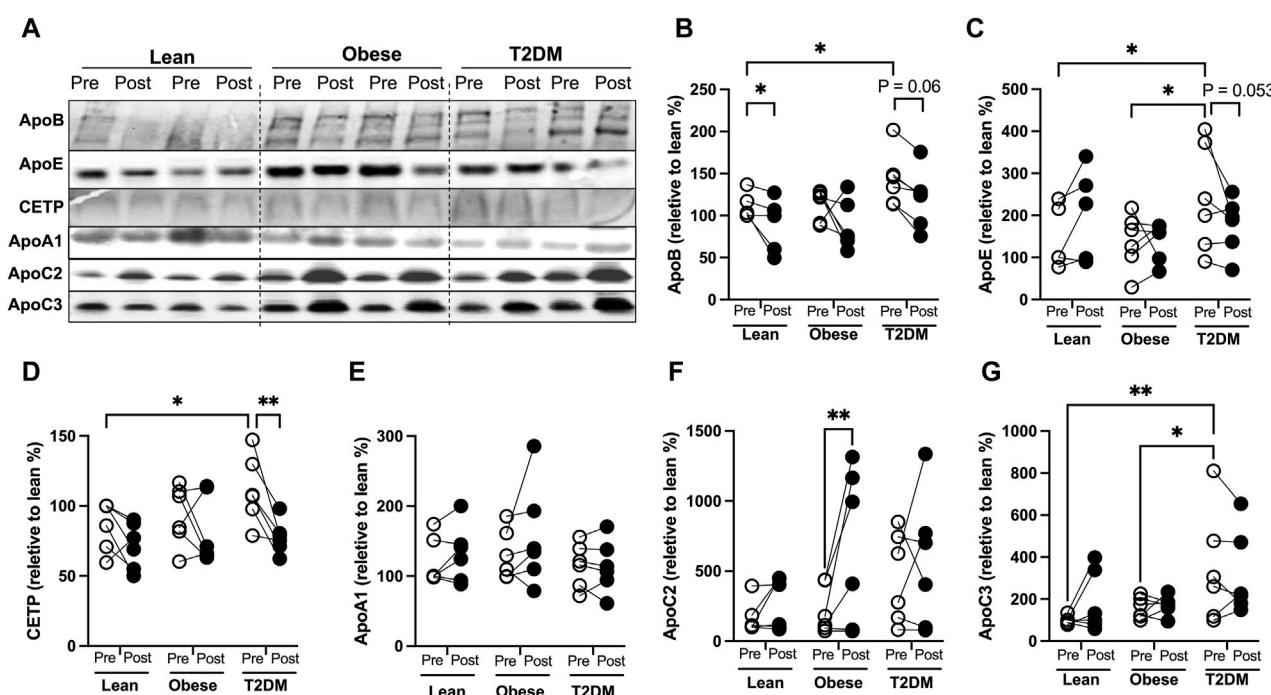 A
Lean Obese T2DM
Pre Post Pre Post Pre Post Pre Post Pre Post Pre Post
ApoB
ApoE
CETP
ApoA1
ApoC2
ApoC3
B
*
*
P = 0.06
ApoB (reletive to lean %)
250
200
150
100
50
0
Pre Post Pre Post Pre Post
Lean Obese T2DM
C
*
*
P = 0.053
ApoE (reletive to lean %)
500
400
300
200
100
0
Pre Post Pre Post Pre Post
Lean Obese T2DM
D
*
**
CETP (reletive to lean %)
150
100
50
0
Pre Post Pre Post Pre Post
Lean Obese T2DM
E
ApoA1 (reletive to lean %)
300
200
100
0
Pre Post Pre Post Pre Post
Lean Obese T2DM
F
**
ApoC2 (reletive to lean %)
1500
1000
500
0
Pre Post Pre Post Pre Post
Lean Obese T2DM
G
**
*
ApoC3 (reletive to lean %)
1000
800
600
400
200
0
Pre Post Pre Post Pre Post
Lean Obese T2DM